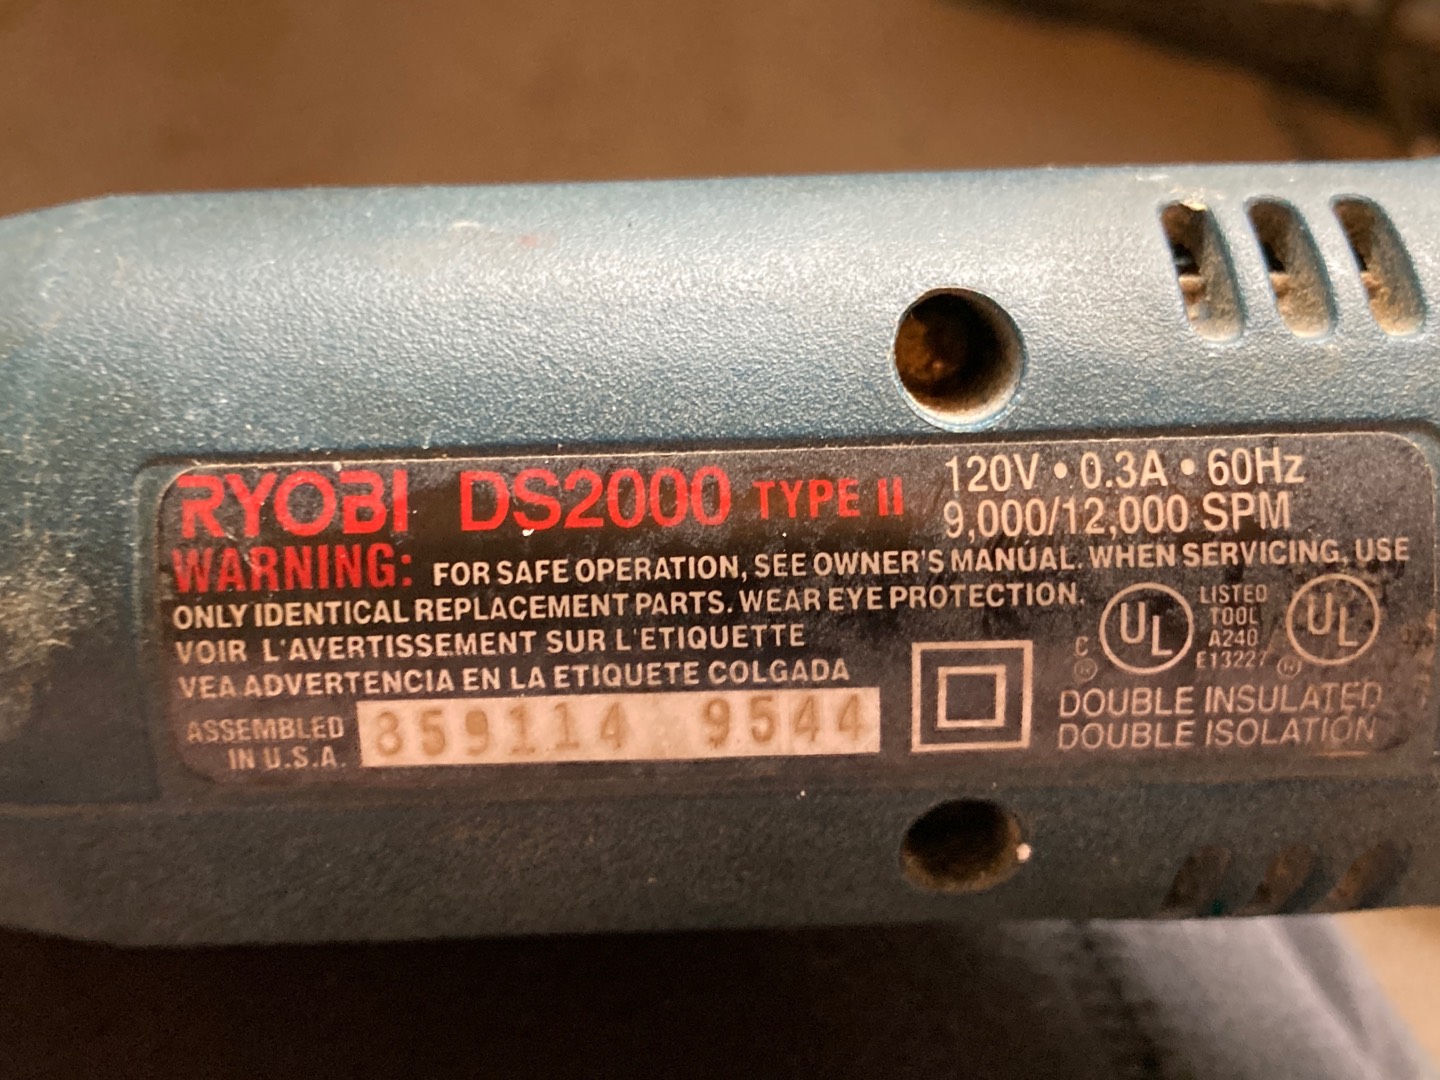 RYOBI DS2000 TYPE II 120V • 0.3A • 60Hz
9,000/12,000 SPM
WARNING: FOR SAFE OPERATION, SEE OWNER'S MANUAL. WHEN SERVICING, USE
ONLY IDENTICAL REPLACEMENT PARTS. WEAR EYE PROTECTION.
VOIR L'AVERTISSEMENT SUR L'ETIQUETTE
VEA ADVERTENCIA EN LA ETIQUETE COLGADA
ASSEMBLED
IN U.S.A.
859114 9544
C UL
LISTED
TOOL
A240
E13227
UL
DOUBLE INSULATED
DOUBLE ISOLATION